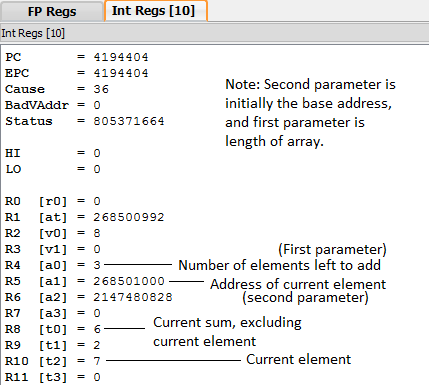 FP Regs Int Regs [10]
Int Regs [10]
PC = 4194404
EPC = 4194404
Cause = 36
BadVAddr = 0
Status = 805371664
Note: Second parameter is
initially the base address,
and first parameter is
length of array.
HI = 0
LO = 0
R0 [r0] = 0
R1 [at] = 268500992
R2 [v0] = 8
R3 [v1] = 0 (First parameter)
R4 [a0] = 3 Number of elements left to add
R5 [a1] = 268501000 Address of current element
R6 [a2] = 2147480828 (second parameter)
R7 [a3] = 0
R8 [t0] = 6 Current sum, excluding
R9 [t1] = 2 current element
R10 [t2] = 7 Current element
R11 [t3] = 0